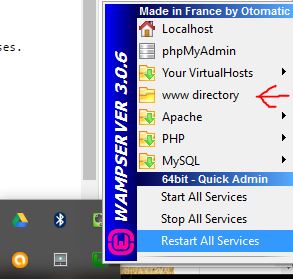 Made in France by Otomatic
Localhost
phpMyAdmin
Your VirtualHosts
www directory
Apache
PHP
MySQL
64bit - Quick Admin
Start All Services
Stop All Services
Restart All Services
WAMPSERVER 3.0.6
ses.